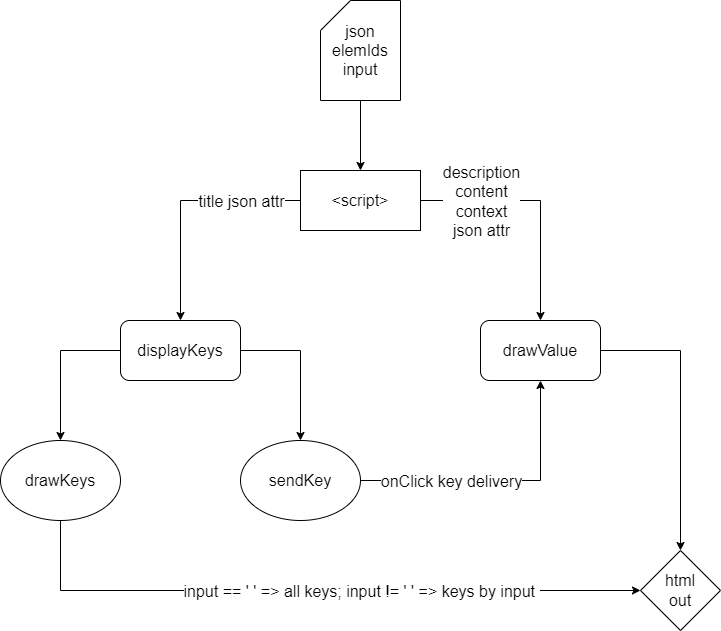 json
elemIds
input
title json attr
<script>
description
content
context
json attr
displayKeys
drawValue
drawKeys
sendKey
onClick key delivery
input == ' ' => all keys; input != ' ' => keys by input
html
out